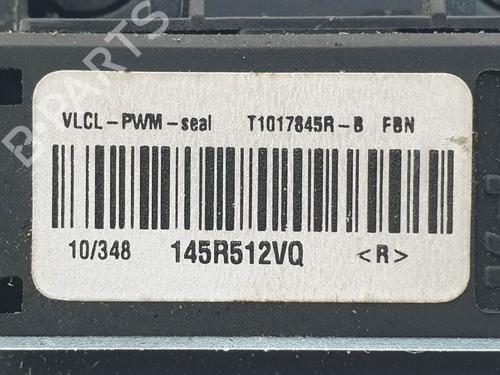 B-PARTS
VLCL-PWM-seal T1017845R-B FBN
10/348 145R512VQ <R>